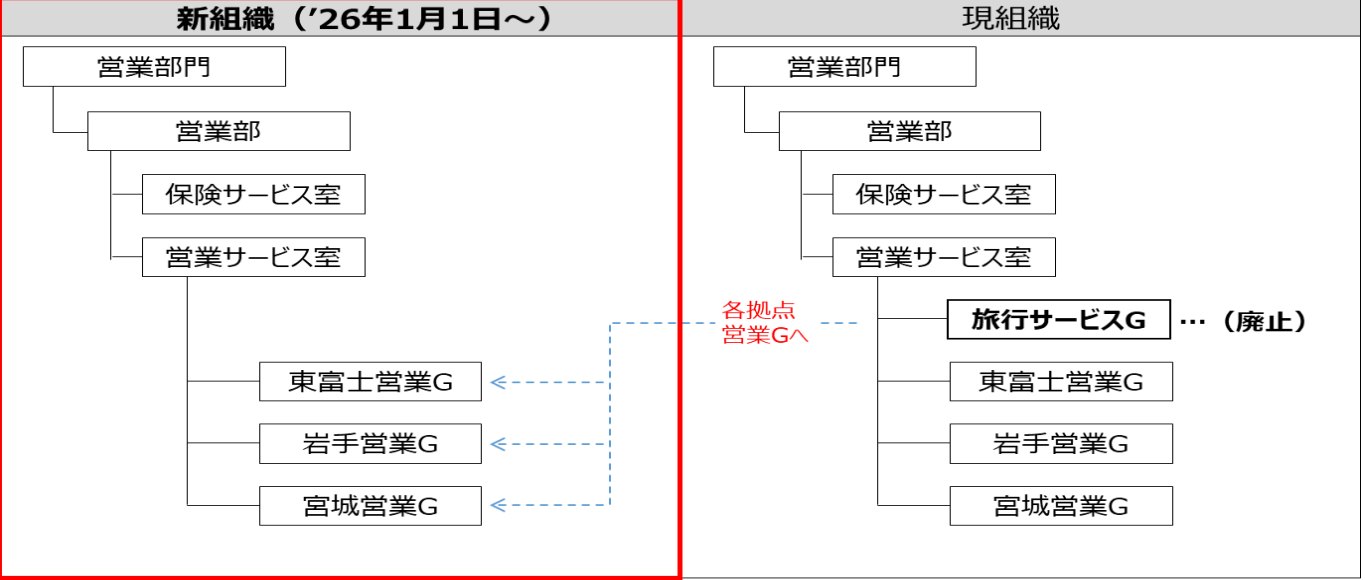 新組織（’26年1月1日～）
営業部門
営業部
保険サービス室
営業サービス室
東富士営業G
岩手営業G
宮城営業G
各拠点
営業Gへ
現組織
営業部門
営業部
保険サービス室
営業サービス室
旅行サービスG …（廃止）
東富士営業G
岩手営業G
宮城営業G